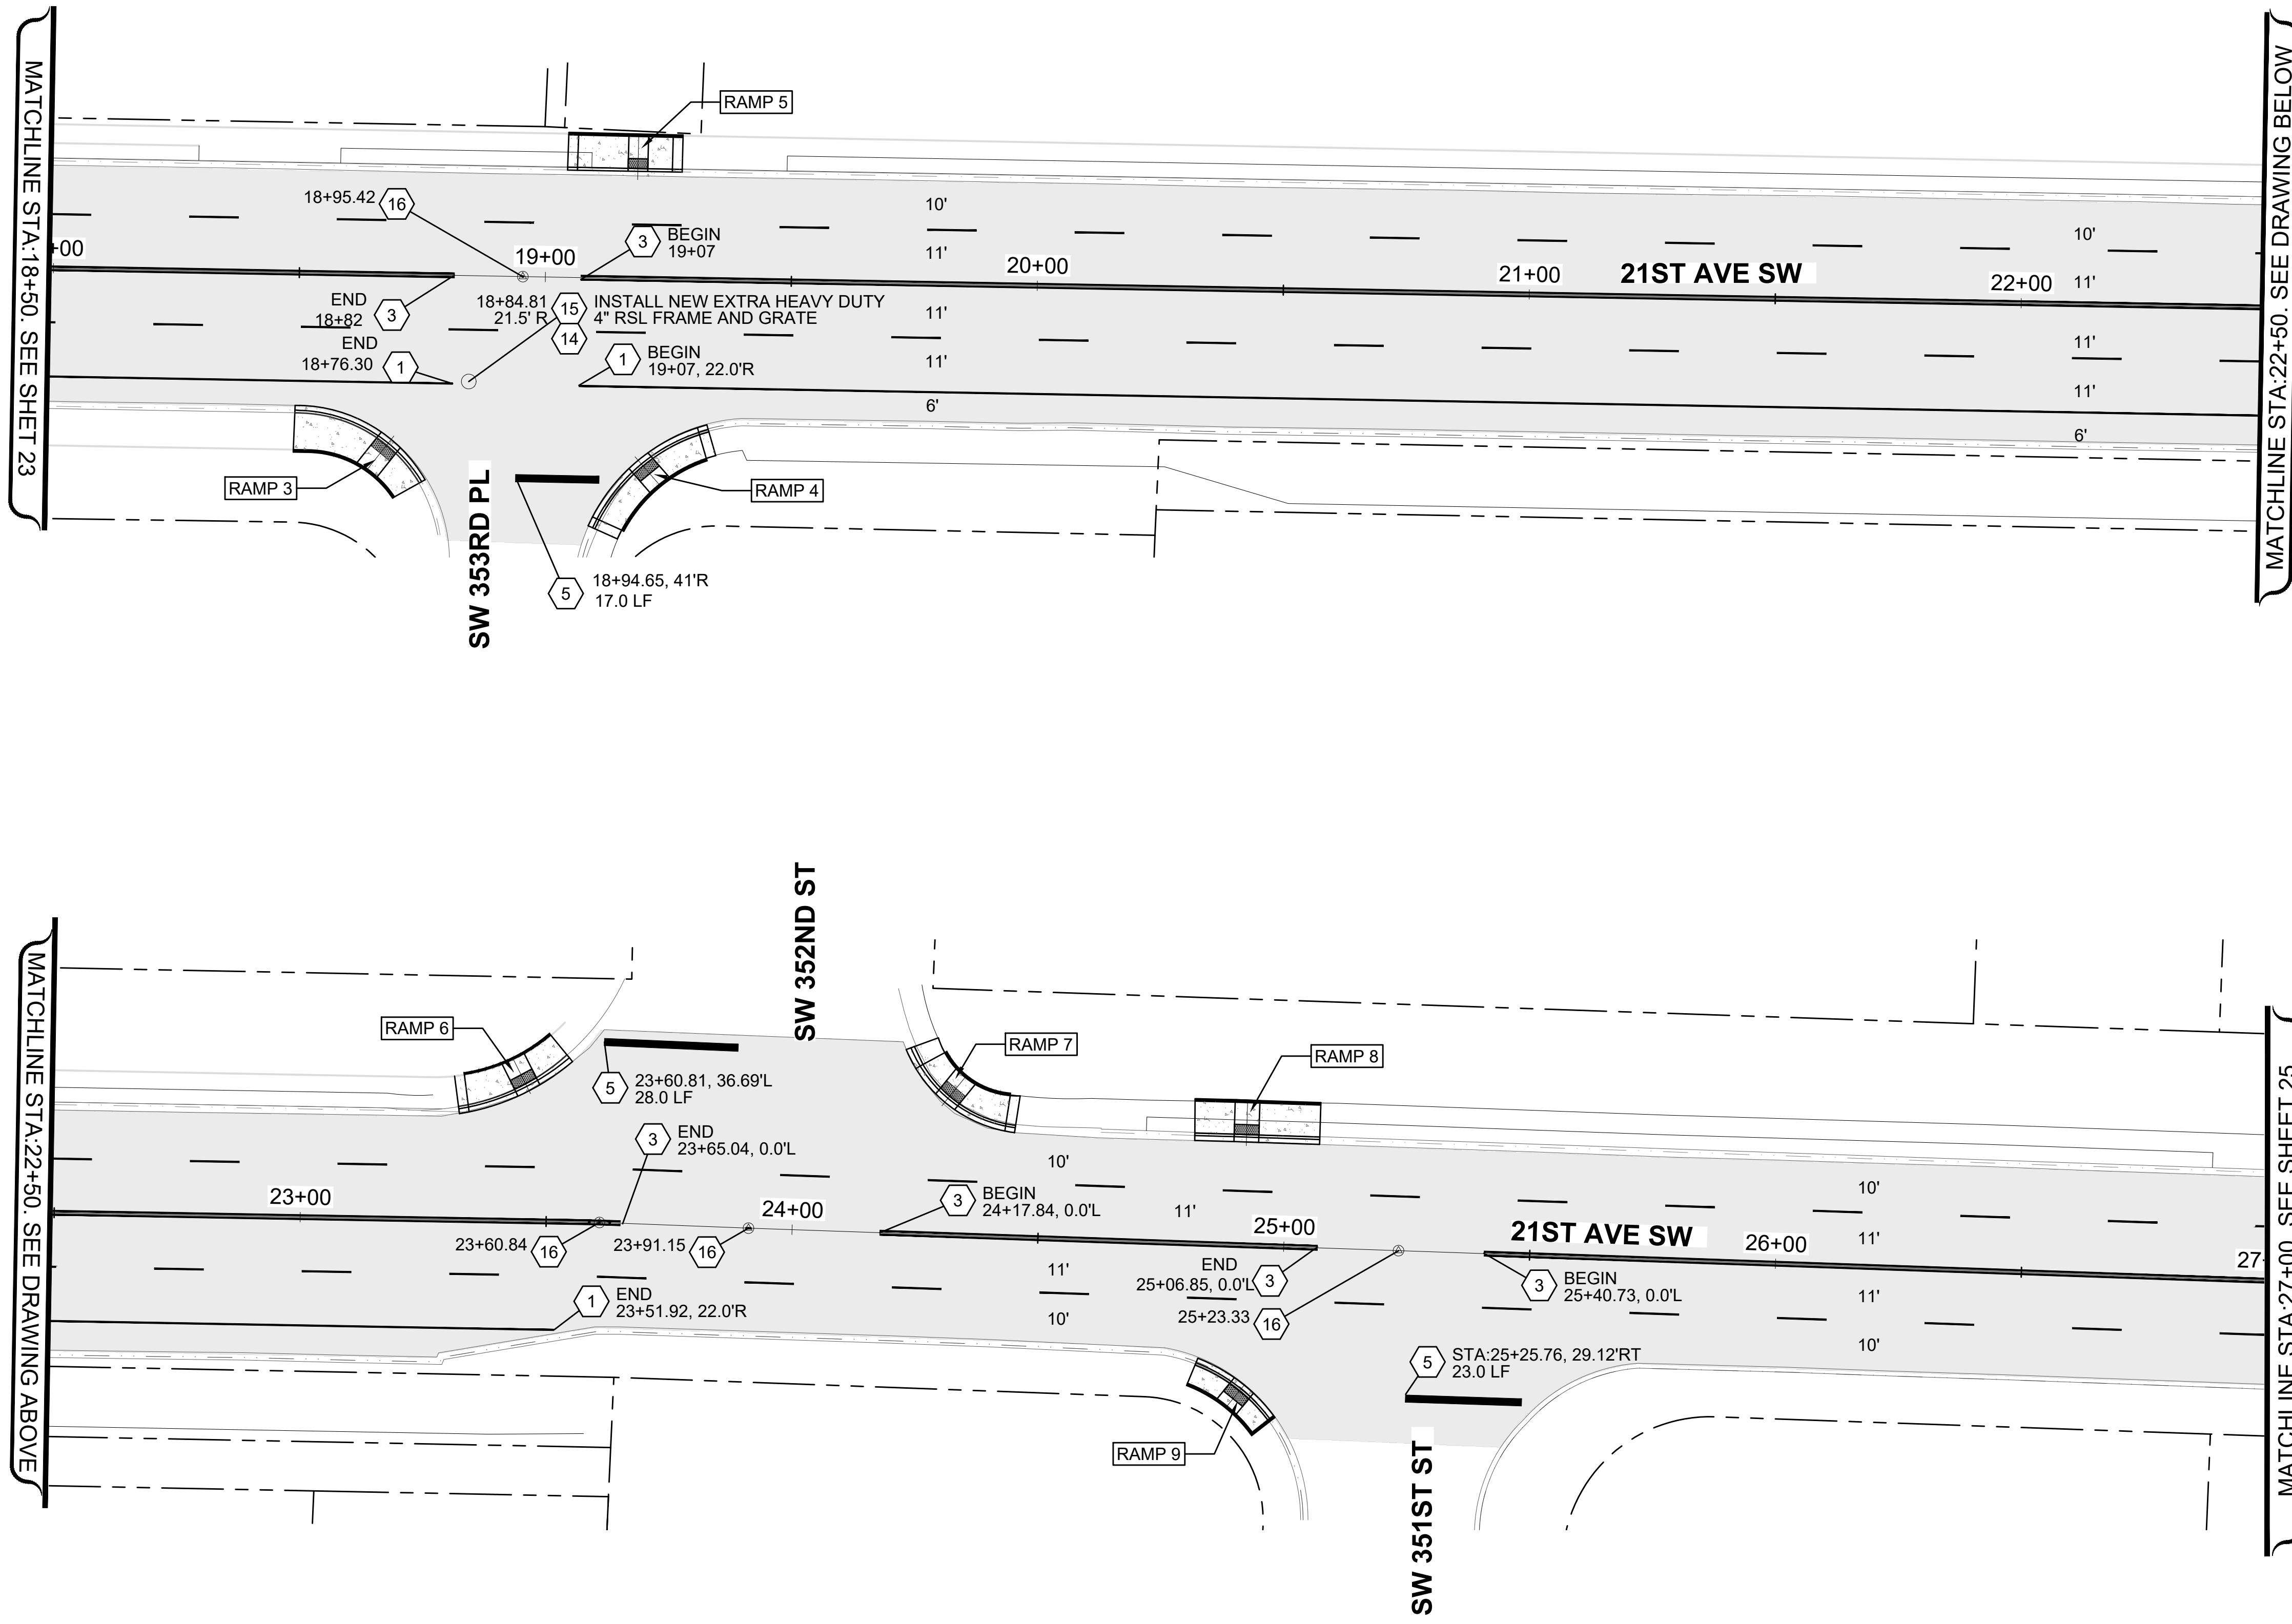 MATCHLINE STA:18+50. SEE SHET 23
RAMP 5
18+95.42 16
3 BEGIN
19+07
10'
11'
+00
19+00
20+00
21+00
21ST AVE SW
22+00
10'
11'
END
18+82
3
18+84.81
21.5' R
15 INSTALL NEW EXTRA HEAVY DUTY
4" RSL FRAME AND GRATE
14
11'
END
18+76.30
1
1 BEGIN
19+07, 22.0'R
11'
6'
11'
11'
6'
RAMP 3
RAMP 4
SW 353RD PL
5 18+94.65, 41'R
17.0 LF
MATCHLINE STA:22+50. SEE DRAWING BELOW
MATCHLINE STA:22+50. SEE DRAWING ABOVE
SW 352ND ST
RAMP 6
RAMP 7
RAMP 8
5 23+60.81, 36.69'L
28.0 LF
3 END
23+65.04, 0.0'L
10'
10'
23+00
3 BEGIN
24+17.84, 0.0'L
11'
24+00
25+00
21ST AVE SW
26+00
11'
27+
23+60.84 16
23+91.15 16
11'
END
25+06.85, 0.0'L
3
3 BEGIN
25+40.73, 0.0'L
11'
1 END
23+51.92, 22.0'R
10'
25+23.33 16
10'
5 STA:25+25.76, 29.12'RT
23.0 LF
RAMP 9
SW 351ST ST
MATCHLINE STA:27+00. SEE SHEET 25